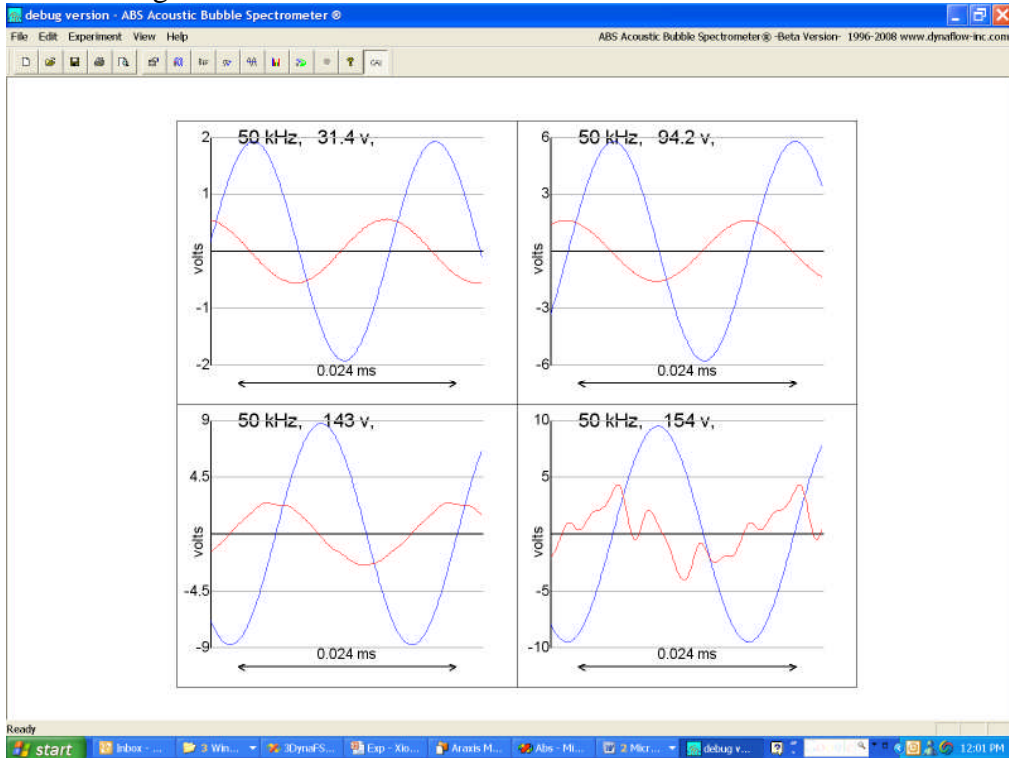 debug version - ABS Acoustic Bubble Spectrometer ®
File Edit Experiment View Help
ABS Acoustic Bubble Spectrometer® -Beta Version- 1996-2008 www.dynaflow-inc.com
CAV
50 kHz, 31.4 v,
2
1
volts
-1
-2
0.024 ms
50 kHz, 94.2 v,
6
3
volts
-3
-6
0.024 ms
50 kHz, 143 v,
9
4.5
volts
-4.5
-9
0.024 ms
50 kHz, 154 v,
10
5
volts
-5
-10
0.024 ms
Ready
start Inbox - ... 3 Win... 3DynaFS... Exp - Xio... Araxis M... Abs - Mi... 2 Micr... debug v... 12:01 PM